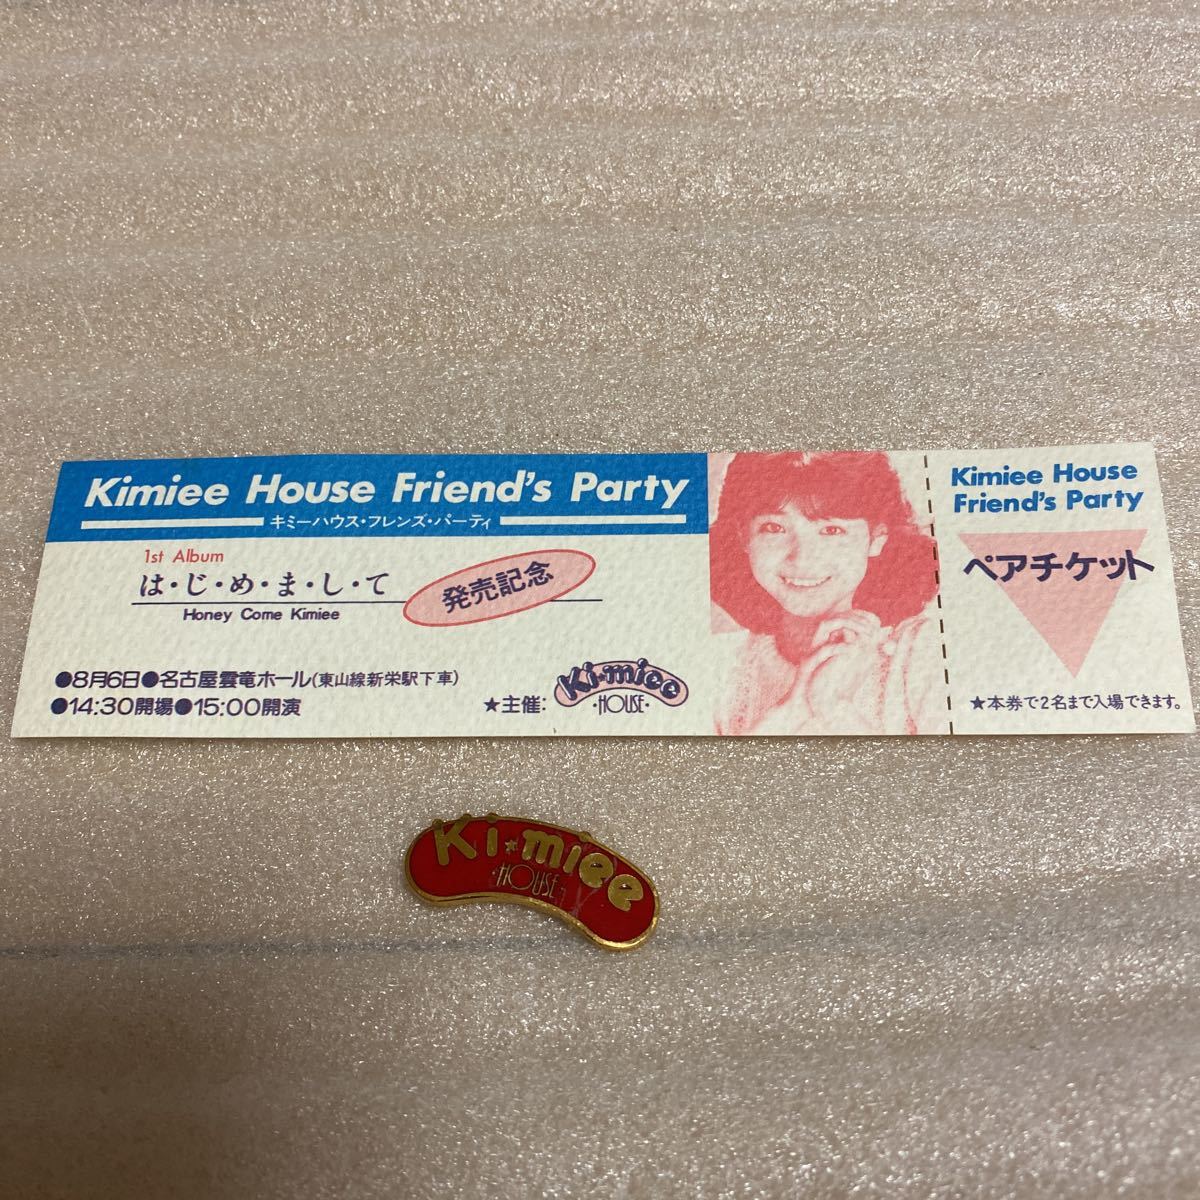 Kimiee House Friend's Party
キミーハウス・フレンズ・パーティ
1st Album
は・じ・め・ま・し・て
Honey Come Kimiee
発売記念
●8月6日●名古屋雲竜ホール(東山線新栄駅下車)
●14:30開場●15:00開演
★主催:
Ki★miee
・HOUSE・
Kimiee House
Friend's Party
ペアチケット
★本券で2名まで入場できます。
Ki★miee
・HOUSE・